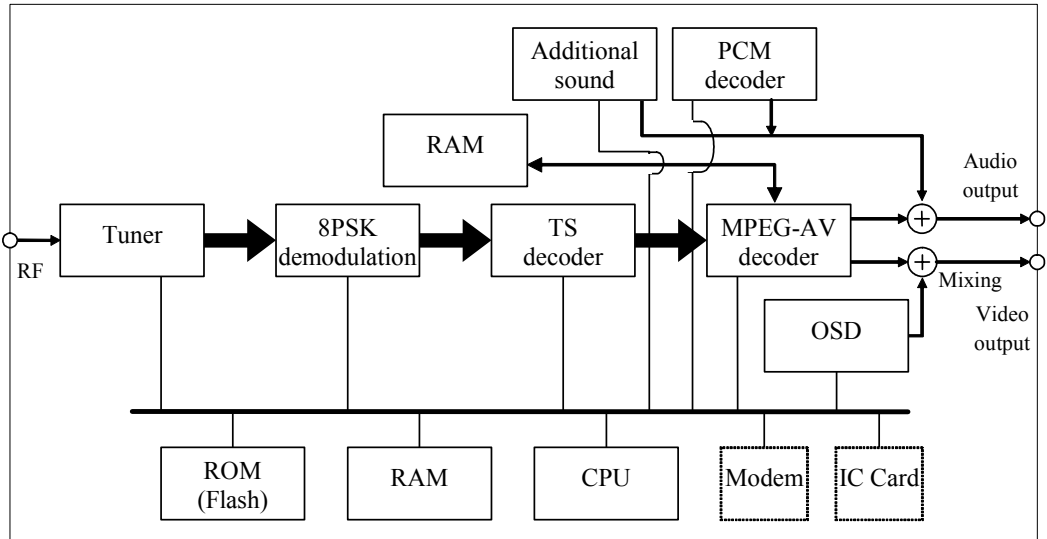 Additional
sound
PCM
decoder
RAM
Audio
output
Tuner
8PSK
demodulation
TS
decoder
MPEG-AV
decoder
RF
Mixing
OSD
Video
output
ROM
(Flash)
RAM
CPU
Modem
IC Card